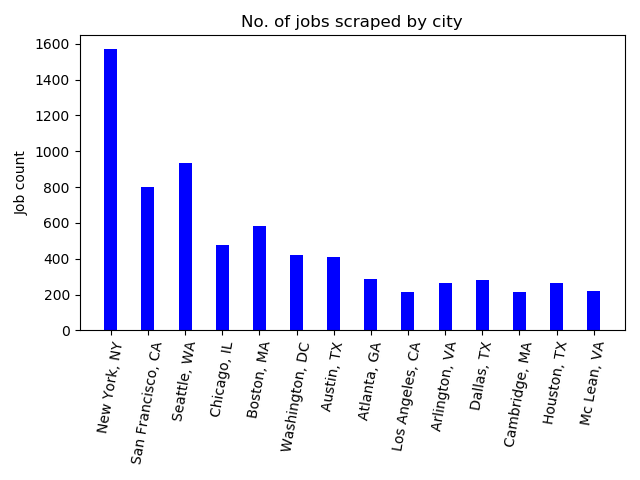 No. of jobs scraped by city
Job count
1600
1400
1200
1000
800
600
400
200
0
New York, NY
San Francisco, CA
Seattle, WA
Chicago, IL
Boston, MA
Washington, DC
Austin, TX
Atlanta, GA
Los Angeles, CA
Arlington, VA
Dallas, TX
Cambridge, MA
Houston, TX
Mc Lean, VA